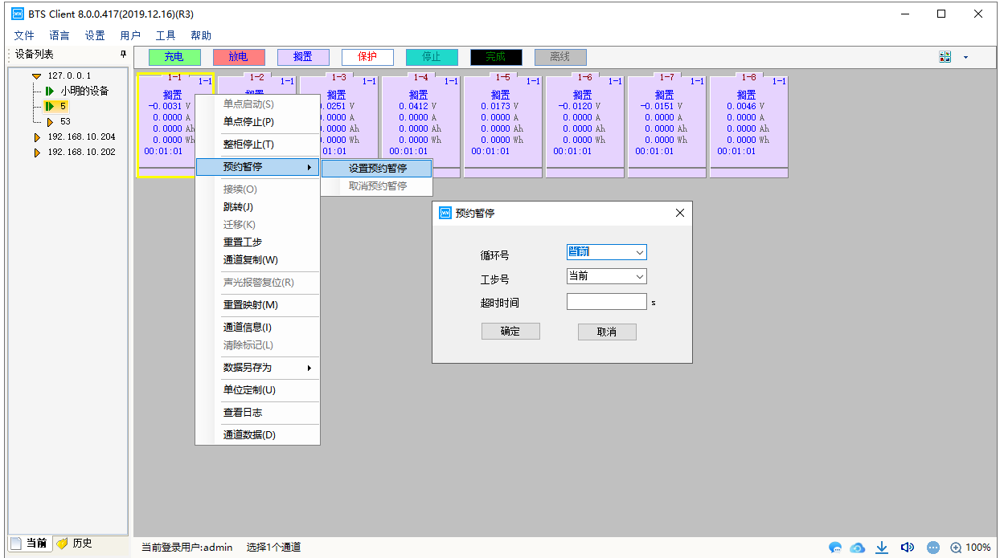 BTS Client 8.0.0.417(2019.12.16)(R3)
文件 语言 设置 用户 工具 帮助
设备列表
充电 放电 搁置 保护 停止 完成 离线
127.0.0.1
小明的设备
5
53
192.168.10.204
192.168.10.202
1-1 1-1
搁置
-0.0031 V
0.0000 A
0.0000 Ah
0.0000 Wh
00:01:01
1-2 1-1
搁置
1-3 1-1
搁置
.0251 V
.0000 A
.0000 Ah
.0000 Wh
:01:01
1-4 1-1
搁置
0.0412 V
0.0000 A
0.0000 Ah
0.0000 Wh
00:01:01
1-5 1-1
搁置
0.0173 V
0.0000 A
0.0000 Ah
0.0000 Wh
00:01:01
1-6 1-1
搁置
-0.0120 V
0.0000 A
0.0000 Ah
0.0000 Wh
00:01:01
1-7 1-1
搁置
-0.0151 V
0.0000 A
0.0000 Ah
0.0000 Wh
00:01:01
1-8 1-1
搁置
0.0046 V
0.0000 A
0.0000 Ah
0.0000 Wh
00:01:01
单点启动(S)
单点停止(P)
整柜停止(T)
预约暂停
接续(O)
跳转(J)
迁移(K)
重置工步
通道复制(W)
声光报警复位(R)
重置映射(M)
通道信息(I)
清除标记(L)
数据另存为
单位定制(U)
查看日志
通道数据(D)
设置预约暂停
取消预约暂停
预约暂停
循环号 当前
工步号 当前
超时时间 s
确定 取消
当前 历史
当前登录用户:admin 选择1个通道
100%